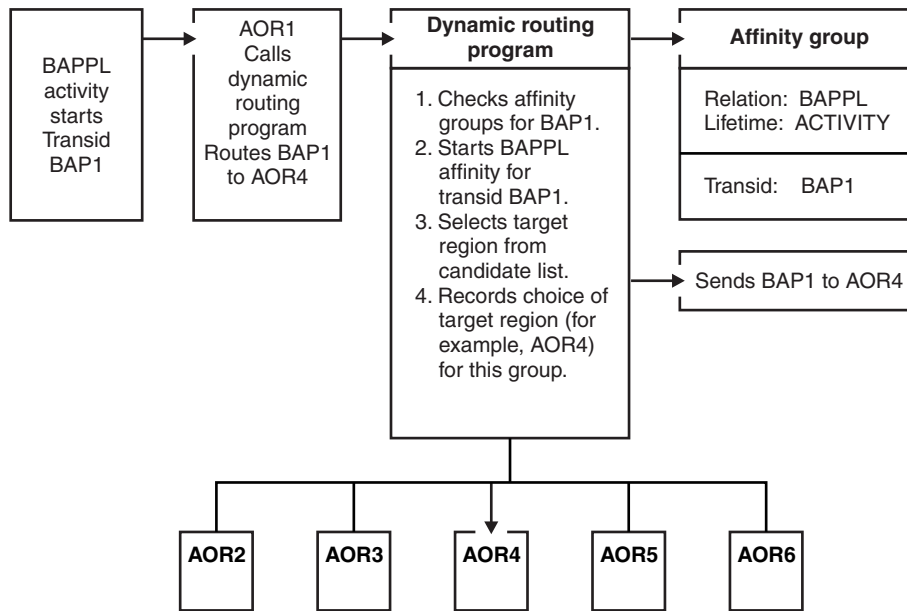 BAPPL
activity
starts
Transid
BAP1
AOR1
Calls
dynamic
routing
program
Routes BAP1
to AOR4
Dynamic routing
program
1. Checks affinity
groups for BAP1.
2. Starts BAPPL
affinity for
transid BAP1.
3. Selects target
region from
candidate list.
4. Records choice of
target region (for
example, AOR4)
for this group.
Affinity group
Relation: BAPPL
Lifetime: ACTIVITY
Transid: BAP1
Sends BAP1 to AOR4
AOR2
AOR3
AOR4
AOR5
AOR6